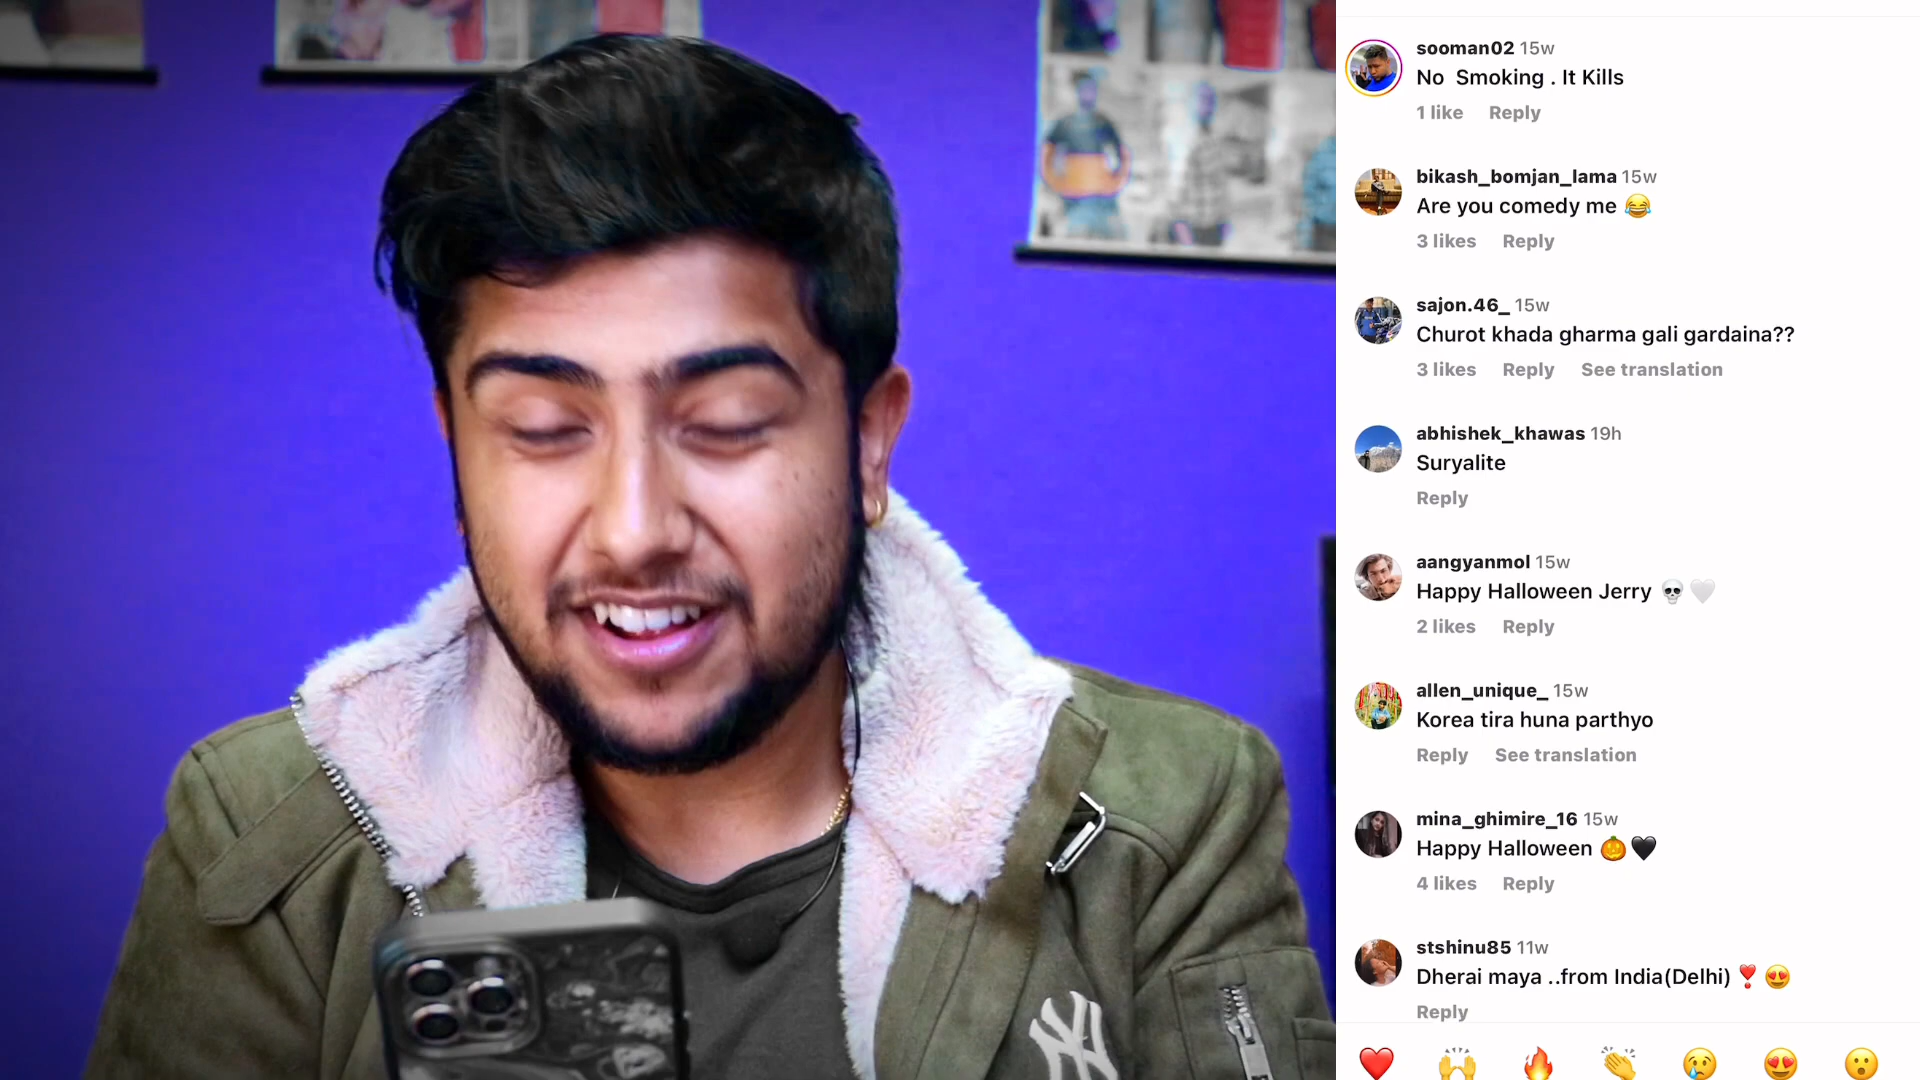 sooman02 15w
No Smoking . It Kills
1 like Reply
bikash_bomjan_lama 15w
Are you comedy me 😂
3 likes Reply
sajon.46_ 15w
Churot khada gharma gali gardaina??
3 likes Reply See translation
abhishek_khawas 19h
Suryalite
Reply
aangyanmol 15w
Happy Halloween Jerry 💀🤍
2 likes Reply
allen_unique_ 15w
Korea tira huna parthyo
Reply See translation
mina_ghimire_16 15w
Happy Halloween 🎃🖤
4 likes Reply
stshinu85 11w
Dherai maya ..from India(Delhi) ❣️😍
Reply
❤️🙌🔥👏😢😍😮
NY